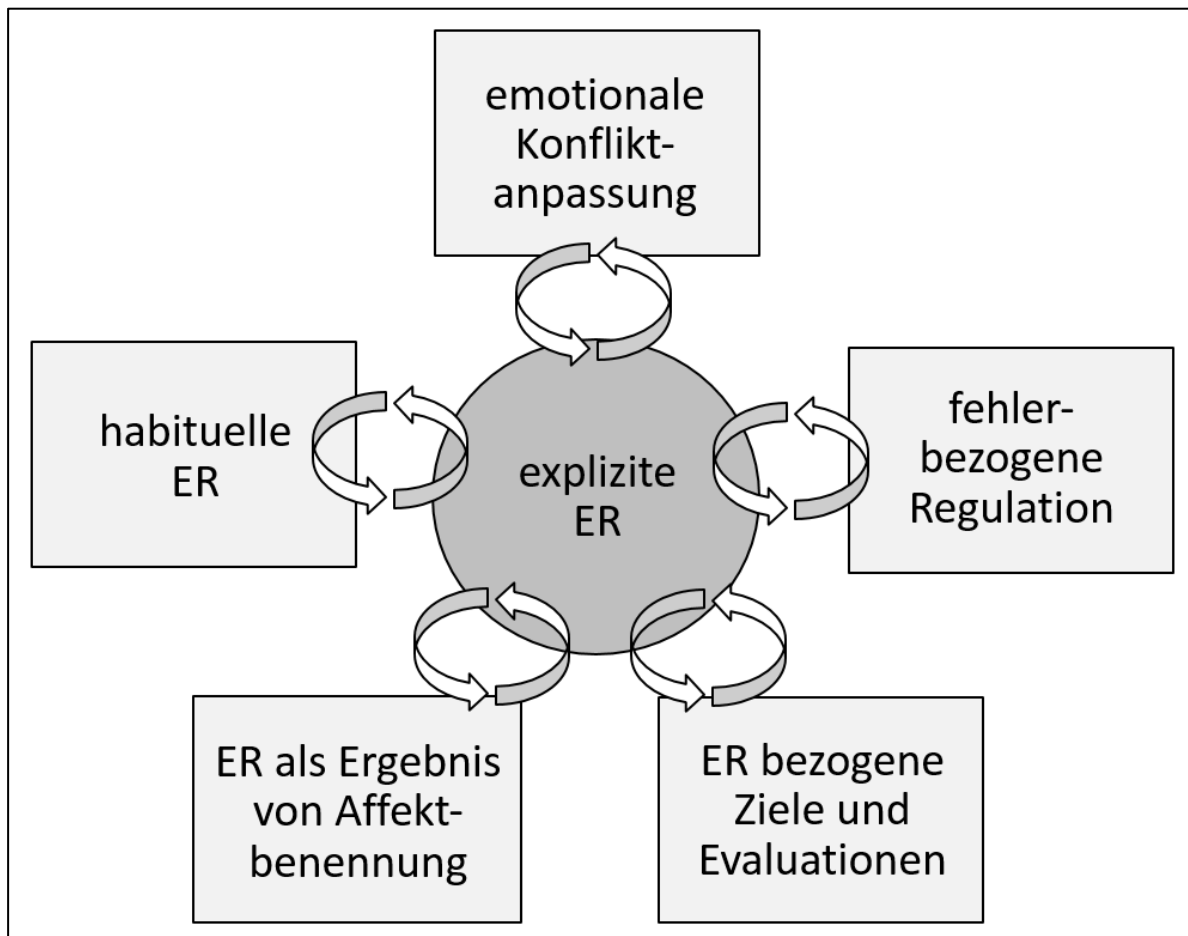 emotionale
Konflikt-
anpassung
habituelle
ER
explizite
ER
fehler-
bezogene
Regulation
ER als Ergebnis
von Affekt-
benennung
ER bezogene
Ziele und
Evaluationen